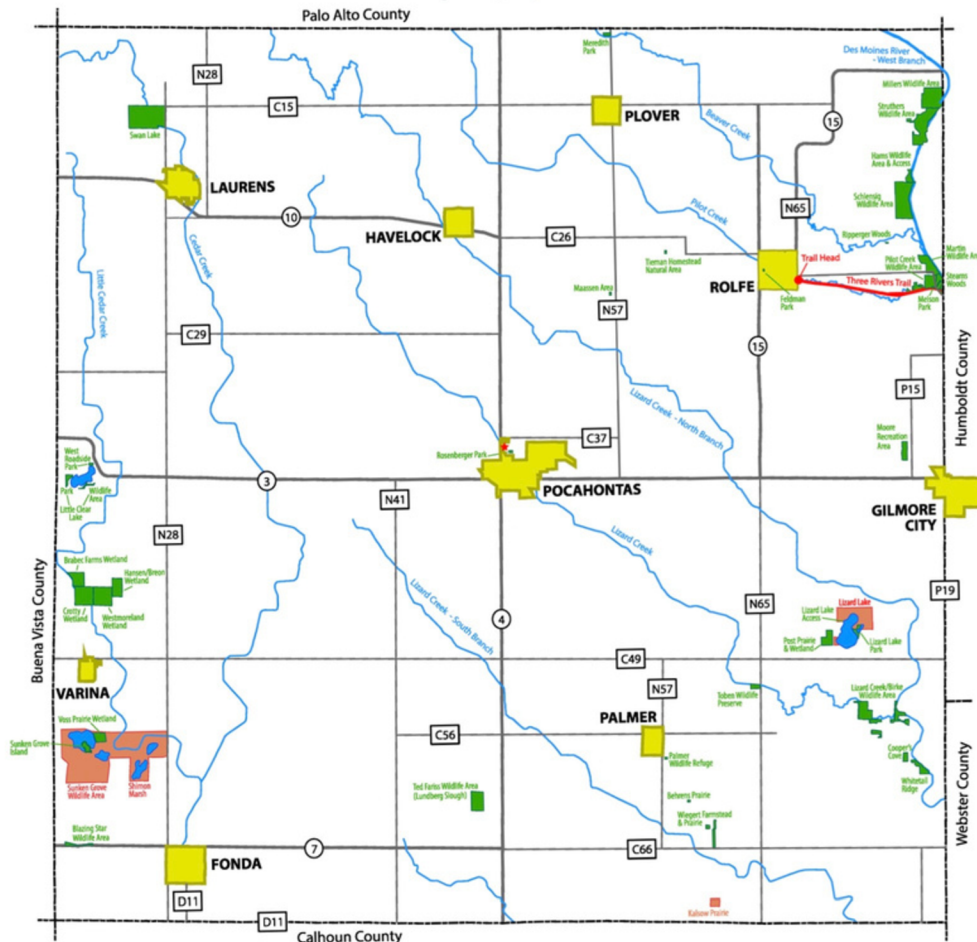 Palo Alto County
Meredith
Park
Des Moines River
- West Branch
N28
Millers Wildlife Area
C15
PLOVER
Beaver Creek
Struthers
Wildlife Area
15
Swan Lake
Hams Wildlife
Area & Access
LAURENS
Schlensig
Wildlife Area
Pilot Creek
N65
10
HAVELOCK
C26
Ripperger Woods
Cedar Creek
Martin
Wildlife Area
Tiernan Homestead
Natural Area
Trail Head
Pilot Creek
Wildlife Area
Little Cedar Creek
ROLFE
Three Rivers Trail
Stearns
Woods
Maassen Area
Feldman
Park
Melson
Park
N57
C29
15
Humboldt County
P15
Lizard Creek - North Branch
Moore
Recreation
Area
C37
West
Roadside
Park
Rosenberger Park
3
Park
Wildlife
Area
POCAHONTAS
Little Clear
Lake
N41
GILMORE
CITY
N28
Lizard Creek
Brabec Farms Wetland
Hansen/Breon
Wetland
Lizard Creek - South Branch
N65
P19
Buena Vista County
Crotty
Wetland
Westmoreland
Wetland
4
Lizard Lake
Lizard Lake
Access
Post Prairie
& Wetland
Lizard Lake
Park
C49
VARINA
N57
Toben Wildlife
Preserve
Lizard Creek/Birke
Wildlife Area
Voss Prairie Wetland
PALMER
Sunken Grove
Island
C56
Cooper's
Cove
Palmer
Wildlife Refuge
Whitetail
Ridge
Sunken Grove
Wildlife Area
Shimon
Marsh
Ted Fariss Wildlife Area
(Lundberg Slough)
Behrens Prairie
Webster County
Wiegert Farmstead
& Prairie
Blazing Star
Wildlife Area
7
C66
FONDA
D11
Kalsow Prairie
D11
Calhoun County